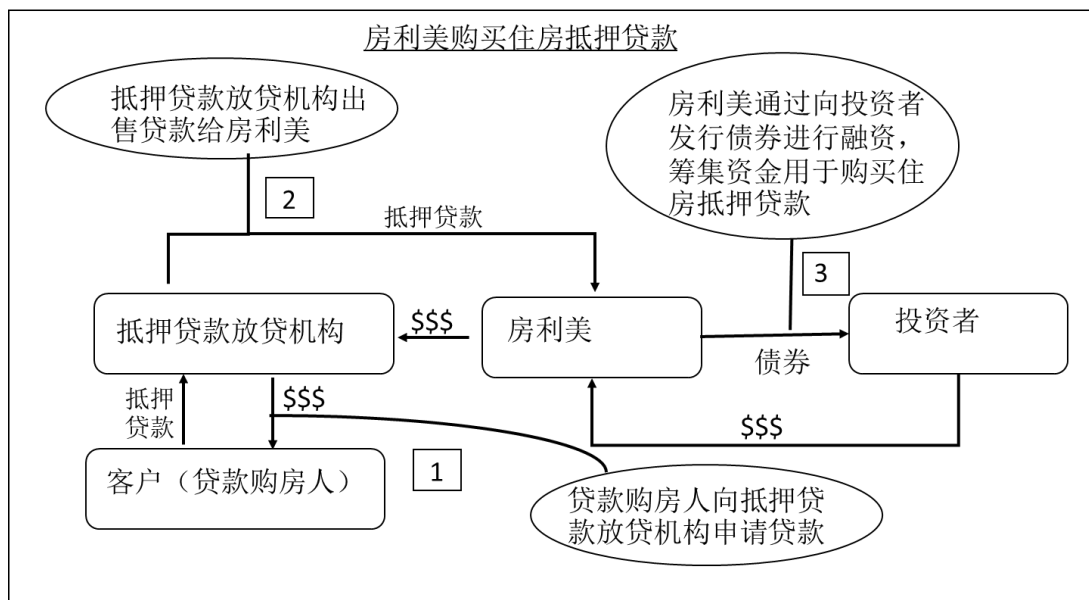 房利美购买住房抵押贷款
抵押贷款放贷机构出
售贷款给房利美
房利美通过向投资者
发行债券进行融资，
筹集资金用于购买住
房抵押贷款
2
抵押贷款
3
抵押贷款放贷机构
$$$
房利美
债券
投资者
抵押
贷款
$$$
$$$
客户（贷款购房人）
1
贷款购房人向抵押贷
款放贷机构申请贷款